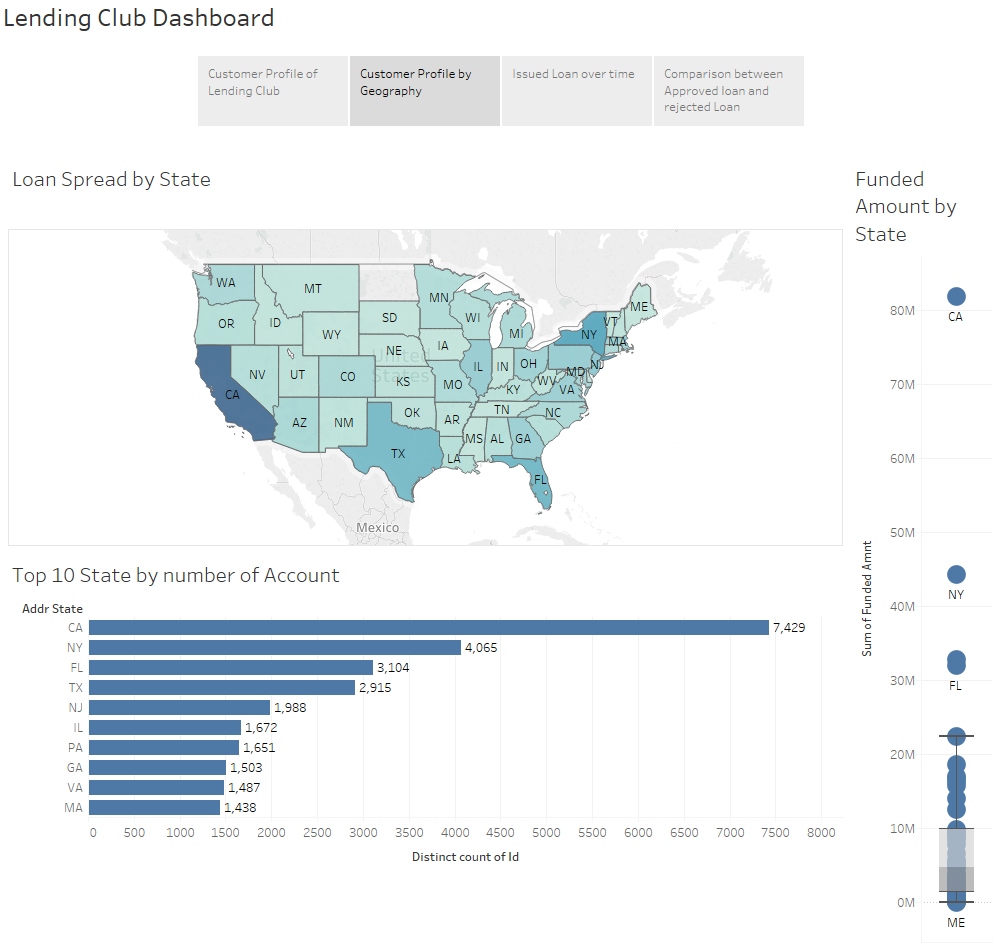 Lending Club Dashboard
Customer Profile of
Lending Club
Customer Profile by
Geography
Issued Loan over time
Comparison between
Approved loan and
rejected Loan
Loan Spread by State
WA
MT
OR
ID
WY
SD
MN
WI
MI
NY
VT
ME
MA
NE
IA
United
States
CA
NV
UT
CO
KS
MO
IL
IN
OH
NJ
MD
WV
VA
KY
AZ
NM
OK
AR
TN
NC
TX
LA
MS
AL
GA
FL
Mexico
Top 10 State by number of Account
Addr State
CA 7,429
NY 4,065
FL 3,104
TX 2,915
NJ 1,988
IL 1,672
PA 1,651
GA 1,503
VA 1,487
MA 1,438
0 500 1000 1500 2000 2500 3000 3500 4000 4500 5000 5500 6000 6500 7000 7500 8000
Distinct count of Id
Funded
Amount by
State
Sum of Funded Amnt
80M
70M
60M
50M
40M
30M
20M
10M
0M
CA
NY
FL
ME